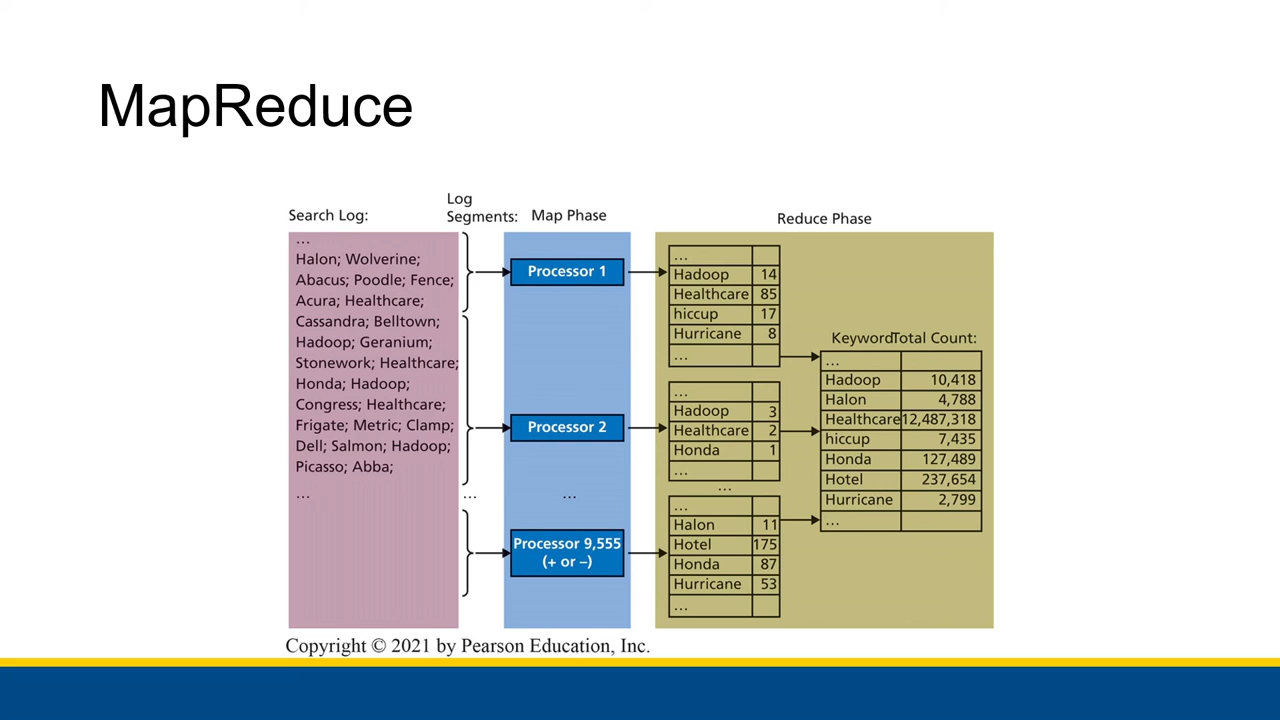 MapReduce
Search Log:
Log
Segments:
Map Phase
Reduce Phase
…
Halon; Wolverine;
Abacus; Poodle; Fence;
Acura; Healthcare;
Cassandra; Belltown;
Hadoop; Geranium;
Stonework; Healthcare;
Honda; Hadoop;
Congress; Healthcare;
Frigate; Metric; Clamp;
Dell; Salmon; Hadoop;
Picasso; Abba;
…
…
Processor 1
Processor 2
…
Processor 9,555
(+ or –)
…
Hadoop 14
Healthcare 85
hiccup 17
Hurricane 8
…
…
Hadoop 3
Healthcare 2
Honda 1
…
…
…
Halon 11
Hotel 175
Honda 87
Hurricane 53
…
Keyword Total Count:
…
Hadoop 10,418
Halon 4,788
Healthcare 12,487,318
hiccup 7,435
Honda 127,489
Hotel 237,654
Hurricane 2,799
…
Copyright © 2021 by Pearson Education, Inc.